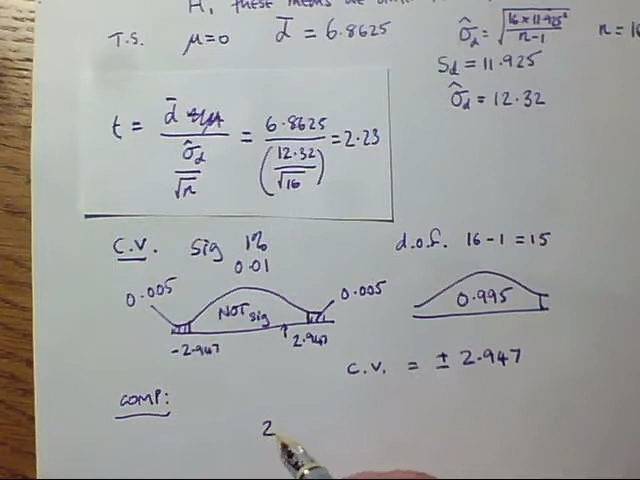 H₁ these means are
T.S. μ=0 d̄ = 6.8625
σ̂d = √(16 × 11.925² / n-1) n = 16
Sd = 11.925
σ̂d = 12.32
t = (d̄ - μ) / (σ̂d / √n) = 6.8625 / (12.32 / √16) = 2.23
C.V. Sig 1% d.o.f. 16-1 = 15
0.01
0.005 0.005
NOT sig 0.995
-2.947 2.947
C.V. = ± 2.947
COMP:
2